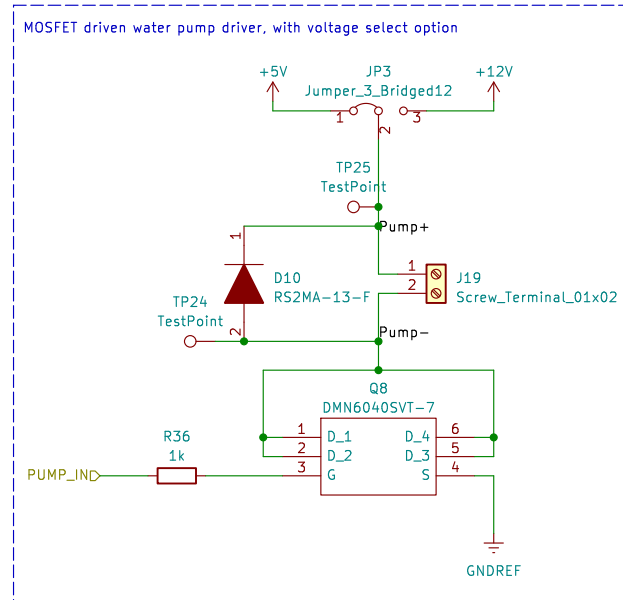 MOSFET driven water pump driver, with voltage select option
+5V
JP3
+12V
Jumper_3_Bridged12
1
3
2
TP25
TestPoint
Pump+
1
D10
RS2MA-13-F
1
2
J19
Screw_Terminal_01x02
TP24
TestPoint
2
Pump-
Q8
DMN6040SVT-7
1
D_1
D_4
6
2
D_2
D_3
5
3
G
S
4
R36
1k
PUMP_IN
GNDREF